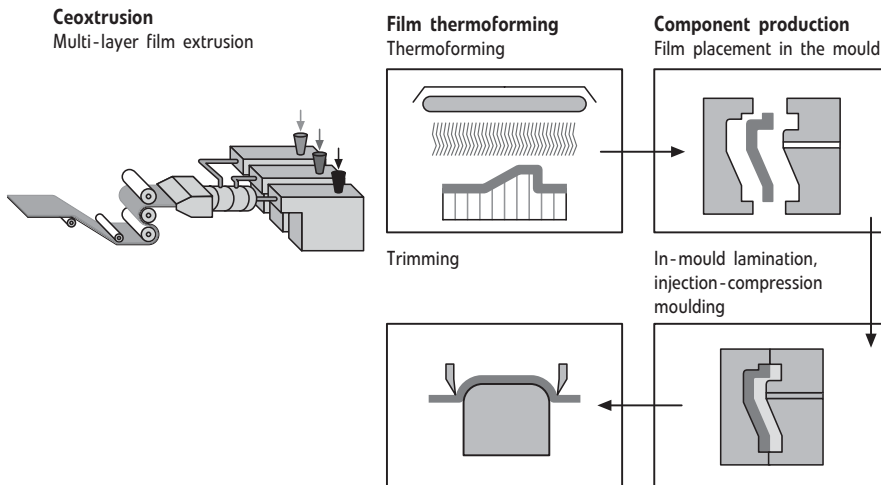 Ceoxtrusion
Multi-layer film extrusion
Film thermoforming
Thermoforming
Component production
Film placement in the mould
Trimming
In-mould lamination,
injection-compression
moulding